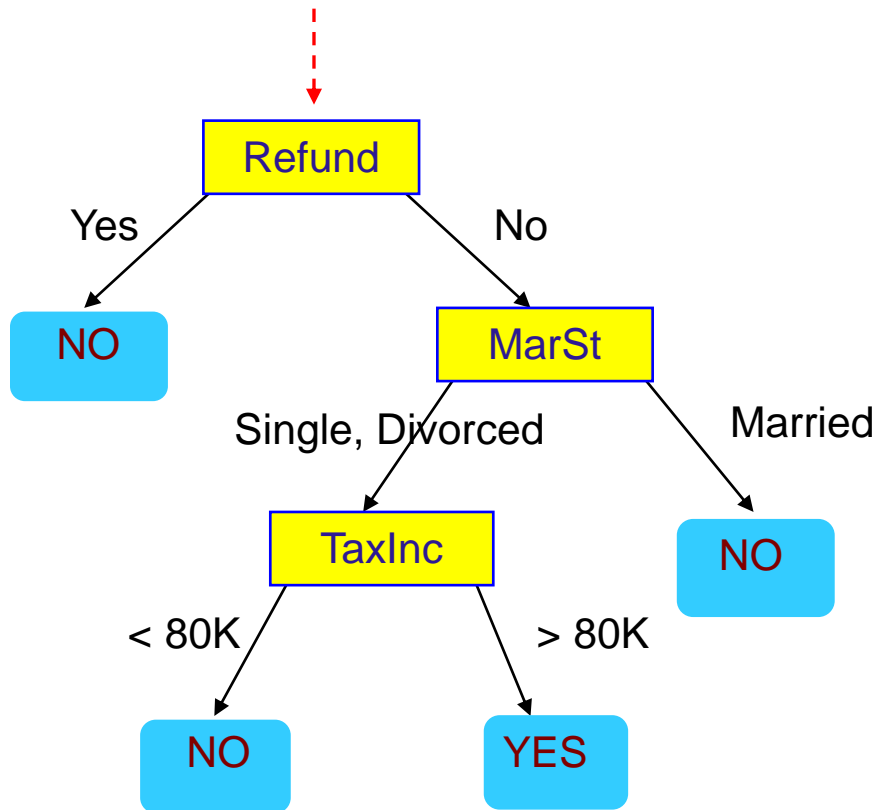 Refund
Yes
No
NO
MarSt
Single, Divorced
Married
TaxInc
NO
< 80K
> 80K
NO
YES